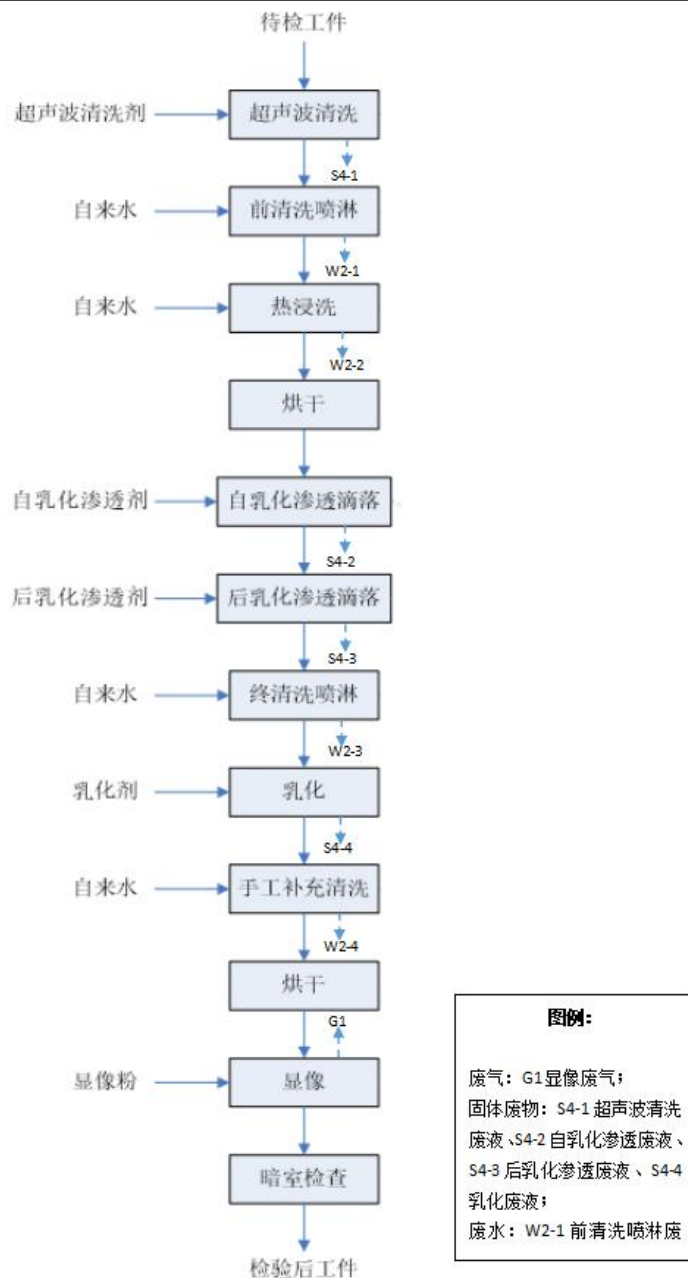 待检工件
超声波清洗剂
超声波清洗
S4-1
自来水
前清洗喷淋
W2-1
自来水
热浸洗
W2-2
烘干
自乳化渗透剂
自乳化渗透滴落
S4-2
后乳化渗透剂
后乳化渗透滴落
S4-3
自来水
终清洗喷淋
W2-3
乳化剂
乳化
S4-4
自来水
手工补充清洗
W2-4
烘干
G1
显像粉
显像
暗室检查
检验后工件
图例：
废气：G1显像废气；
固体废物：S4-1超声波清洗
废液、S4-2自乳化渗透废液、
S4-3后乳化渗透废液、S4-4
乳化废液；
废水：W2-1前清洗喷淋废